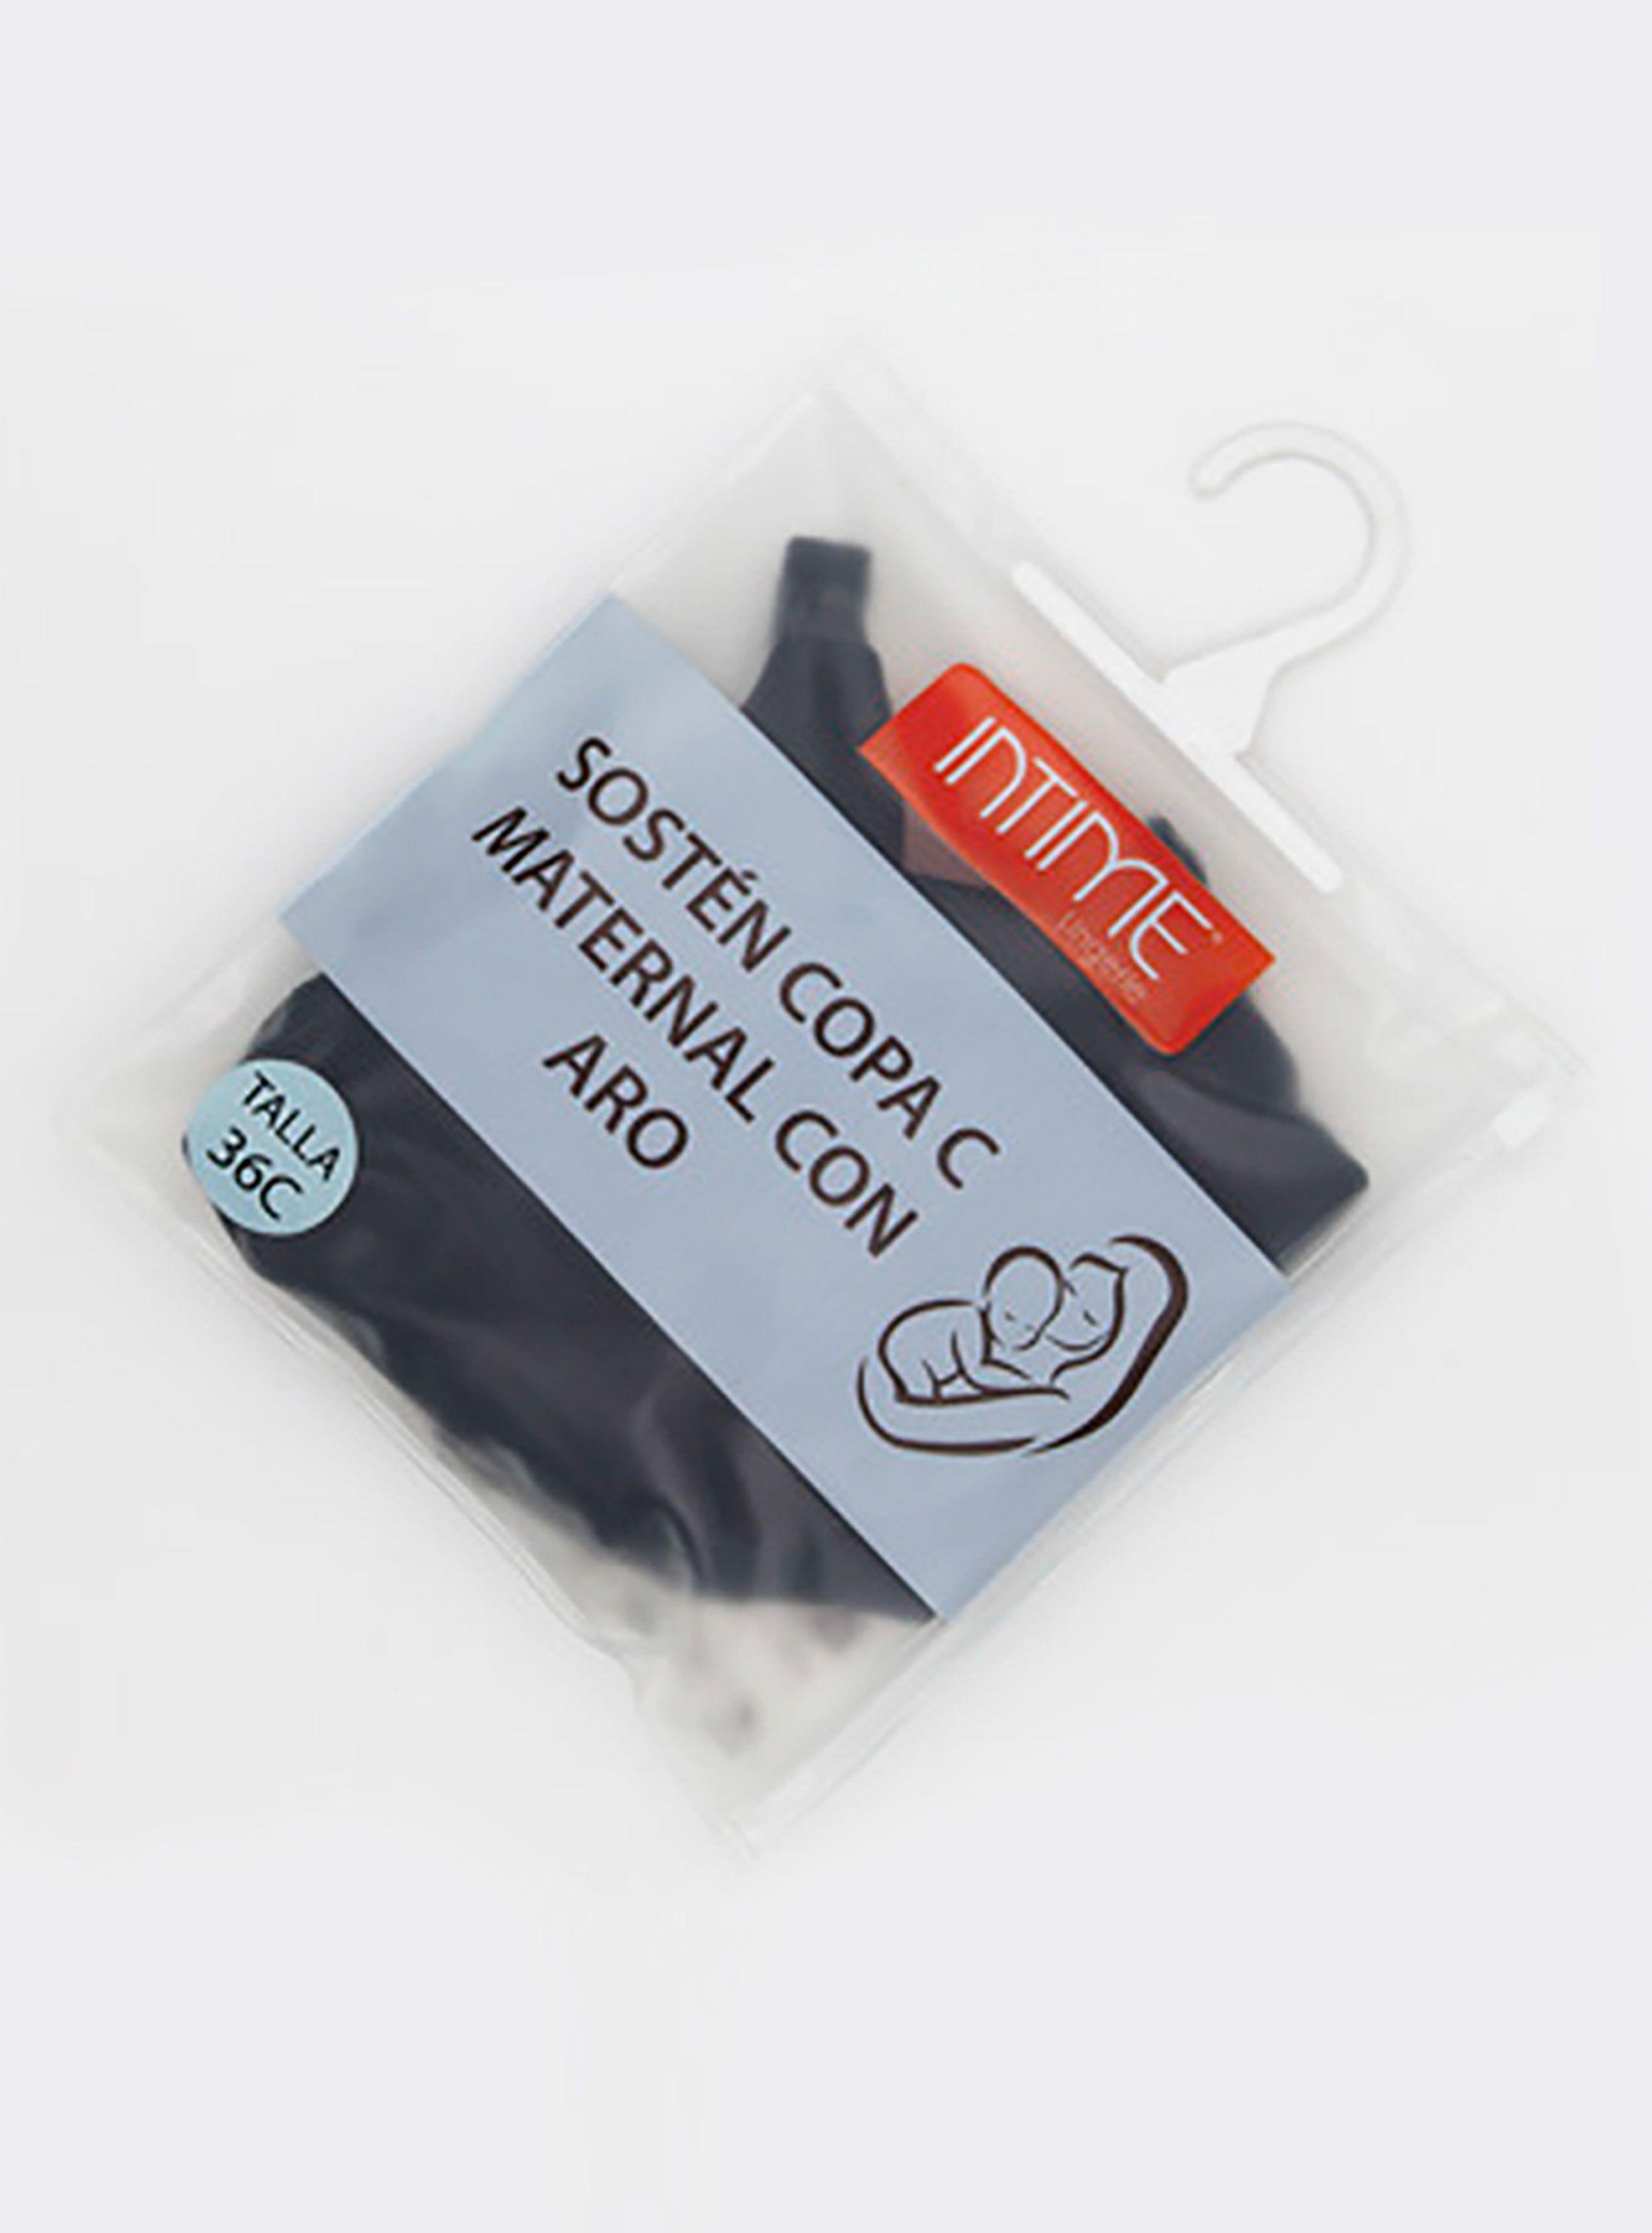 INTIME
lingerie
SOSTÉN COPA C
MATERNAL CON
ARO
TALLA
36C